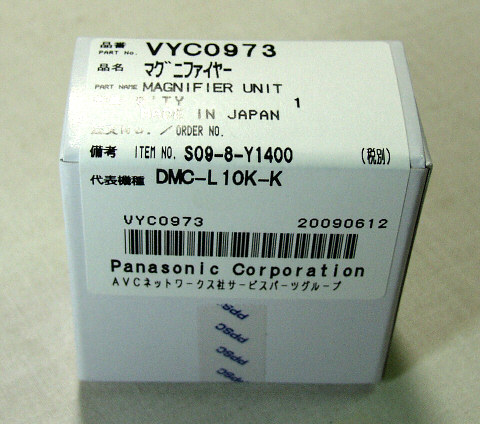 品番 PART No. VYC0973
品名 マグニファイヤー
PART NAME MAGNIFIER UNIT
1
IN JAPAN
/ORDER NO.
備考 ITEM NO. S09-8-Y1400 (税別)
代表機種 DMC-L10K-K
VYC0973 20090612
Panasonic Corporation
AVCネットワークス社サービスパーツグループ
PPSC
PPSC
PPSC